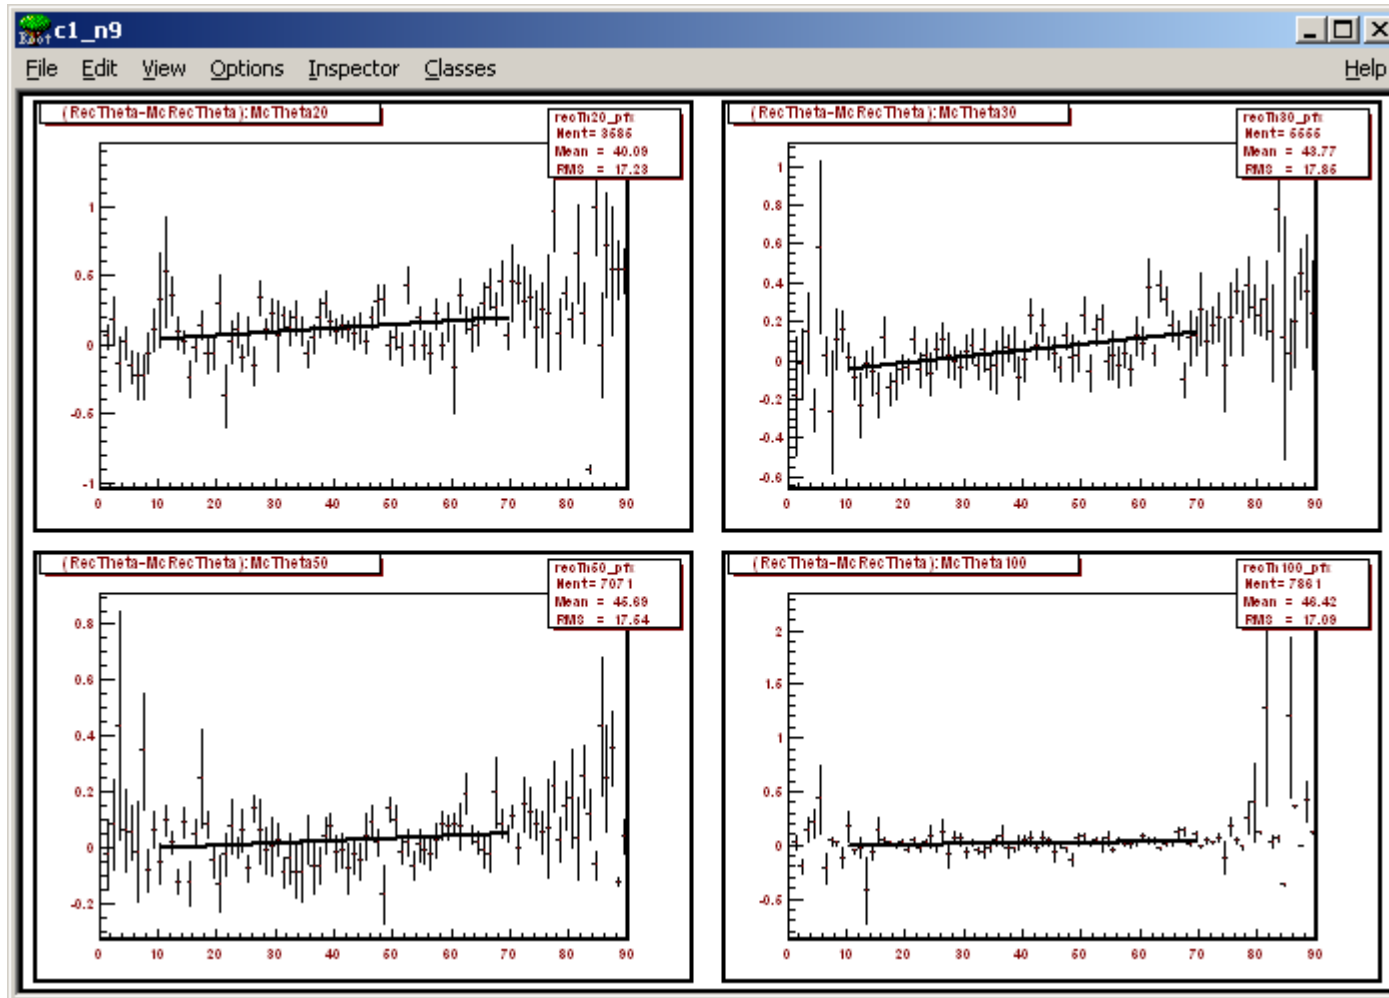 c1_n9
File Edit View Options Inspector Classes Help
(RecTheta-McRecTheta):McTheta20
recTh20_pfx
Nent= 3585
Mean = 40.09
RMS = 17.23
1
0.5
0
-0.5
-1
0 10 20 30 40 50 60 70 80 90
(RecTheta-McRecTheta):McTheta30
recTh30_pfx
Nent= 5555
Mean = 43.77
RMS = 17.85
1
0.8
0.6
0.4
0.2
0
-0.2
-0.4
-0.6
0 10 20 30 40 50 60 70 80 90
(RecTheta-McRecTheta):McTheta50
recTh50_pfx
Nent= 7071
Mean = 45.69
RMS = 17.54
0.8
0.6
0.4
0.2
0
-0.2
0 10 20 30 40 50 60 70 80 90
(RecTheta-McRecTheta):McTheta100
recTh100_pfx
Nent= 7861
Mean = 46.42
RMS = 17.09
2
1.5
1
0.5
0
-0.5
0 10 20 30 40 50 60 70 80 90